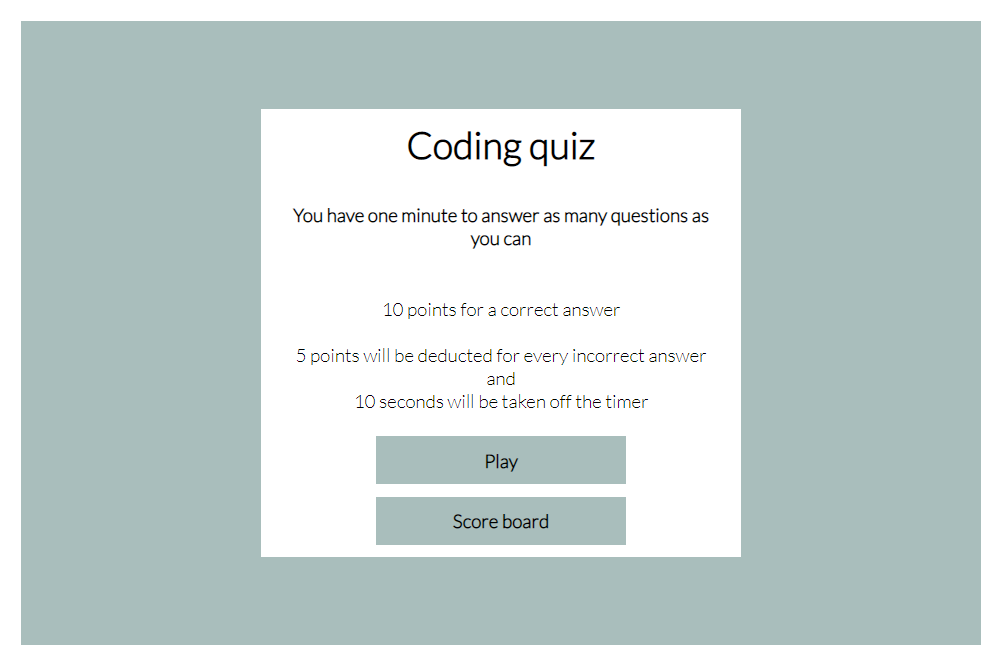 Coding quiz
You have one minute to answer as many questions as
you can
10 points for a correct answer
5 points will be deducted for every incorrect answer
and
10 seconds will be taken off the timer
Play
Score board